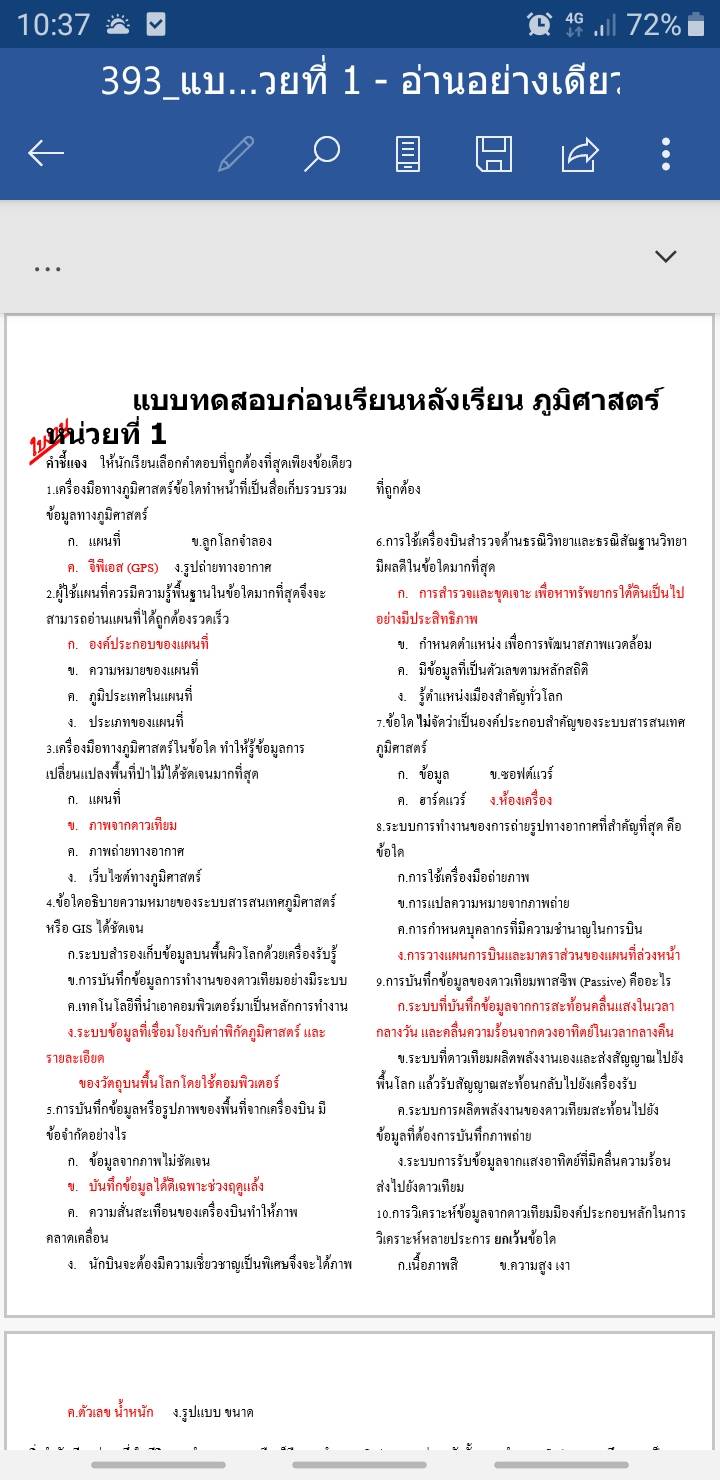 10:37
4G
72%
393_แบ...วยที่ 1 - อ่านอย่างเดียว
...
แบบทดสอบก่อนเรียนหลังเรียน ภูมิศาสตร์
หน่วยที่ 1
คำชี้แจง ให้นักเรียนเลือกคำตอบที่ถูกต้องที่สุดเพียงข้อเดียว
1.เครื่องมือทางภูมิศาสตร์ข้อใดทำหน้าที่เป็นสื่อเก็บรวบรวม
ข้อมูลทางภูมิศาสตร์
ก. แผนที่ ข.ลูกโลกจำลอง
ค. จีพีเอส (GPS) ง.รูปถ่ายทางอากาศ
2.ผู้ใช้แผนที่ควรมีความรู้พื้นฐานในข้อใดมากที่สุดจึงจะ
สามารถอ่านแผนที่ได้ถูกต้องรวดเร็ว
ก. องค์ประกอบของแผนที่
ข. ความหมายของแผนที่
ค. ภูมิประเทศในแผนที่
ง. ประเภทของแผนที่
3.เครื่องมือทางภูมิศาสตร์ในข้อใด ทำให้รู้ข้อมูลการ
เปลี่ยนแปลงพื้นที่ป่าไม้ได้ชัดเจนมากที่สุด
ก. แผนที่
ข. ภาพจากดาวเทียม
ค. ภาพถ่ายทางอากาศ
ง. เว็บไซต์ทางภูมิศาสตร์
4.ข้อใดอธิบายความหมายของระบบสารสนเทศภูมิศาสตร์
หรือ GIS ได้ชัดเจน
ก.ระบบสำรองเก็บข้อมูลบนพื้นผิวโลกด้วยเครื่องรับรู้
ข.การบันทึกข้อมูลการทำงานของดาวเทียมอย่างมีระบบ
ค.เทคโนโลยีที่นำเอาคอมพิวเตอร์มาเป็นหลักการทำงาน
ง.ระบบข้อมูลที่เชื่อมโยงกับค่าพิกัดภูมิศาสตร์ และ
รายละเอียด
ของวัตถุบนพื้นโลกโดยใช้คอมพิวเตอร์
5.การบันทึกข้อมูลหรือรูปภาพของพื้นที่จากเครื่องบิน มี
ข้อจำกัดอย่างไร
ก. ข้อมูลจากภาพไม่ชัดเจน
ข. บันทึกข้อมูลได้ดีเฉพาะช่วงฤดูแล้ง
ค. ความสั่นสะเทือนของเครื่องบินทำให้ภาพ
คลาดเคลื่อน
ง. นักบินจะต้องมีความเชี่ยวชาญเป็นพิเศษจึงจะได้ภาพ
ที่ถูกต้อง
6.การใช้เครื่องบินสำรวจด้านธรณีวิทยาและธรณีสัณฐานวิทยา
มีผลดีในข้อใดมากที่สุด
ก. การสำรวจและขุดเจาะ เพื่อหาทรัพยากรใต้ดินเป็นไป
อย่างมีประสิทธิภาพ
ข. กำหนดตำแหน่ง เพื่อการพัฒนาสภาพแวดล้อม
ค. มีข้อมูลที่เป็นตัวเลขตามหลักสถิติ
ง. รู้ตำแหน่งเมืองสำคัญทั่วโลก
7.ข้อใด ไม่จัดว่าเป็นองค์ประกอบสำคัญของระบบสารสนเทศ
ภูมิศาสตร์
ก. ข้อมูล ข.ซอฟต์แวร์
ค. ฮาร์ดแวร์ ง.ห้องเครื่อง
8.ระบบการทำงานของการถ่ายรูปทางอากาศที่สำคัญที่สุด คือ
ข้อใด
ก.การใช้เครื่องมือถ่ายภาพ
ข.การแปลความหมายจากภาพถ่าย
ค.การกำหนดบุคลากรที่มีความชำนาญในการบิน
ง.การวางแผนการบินและมาตราส่วนของแผนที่ล่วงหน้า
9.การบันทึกข้อมูลของดาวเทียมพาสซีพ (Passive) คืออะไร
ก.ระบบที่บันทึกข้อมูลจากการสะท้อนคลื่นแสงในเวลา
กลางวัน และคลื่นความร้อนจากดวงอาทิตย์ในเวลากลางคืน
ข.ระบบที่ดาวเทียมผลิตพลังงานเองและส่งสัญญาณไปยัง
พื้นโลก แล้วรับสัญญาณสะท้อนกลับไปยังเครื่องรับ
ค.ระบบการผลิตพลังงานของดาวเทียมสะท้อนไปยัง
ข้อมูลที่ต้องการบันทึกภาพถ่าย
ง.ระบบการรับข้อมูลจากแสงอาทิตย์ที่มีคลื่นความร้อน
ส่งไปยังดาวเทียม
10.การวิเคราะห์ข้อมูลจากดาวเทียมมีองค์ประกอบหลักในการ
วิเคราะห์หลายประการ ยกเว้นข้อใด
ก.เนื้อภาพสี ข.ความสูง เงา
ค.ตัวเลข น้ำหนัก ง.รูปแบบ ขนาด